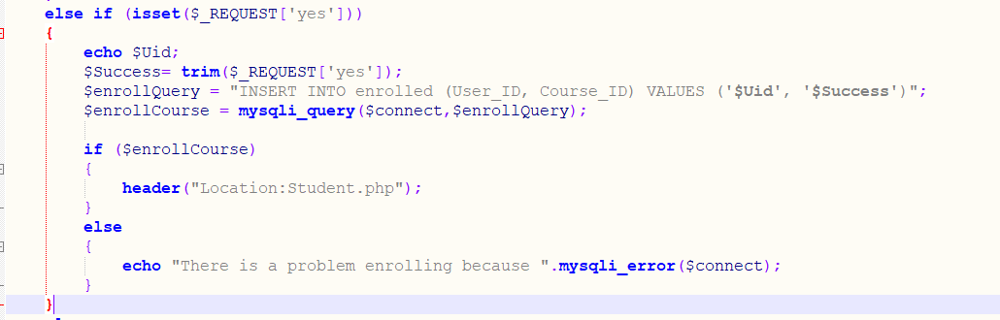 else if (isset($_REQUEST['yes']))
{
echo $Uid;
$Success= trim($_REQUEST['yes']);
$enrollQuery = "INSERT INTO enrolled (User_ID, Course_ID) VALUES ('$Uid', '$Success')";
$enrollCourse = mysqli_query($connect,$enrollQuery);
if ($enrollCourse)
{
header("Location:Student.php");
}
else
{
echo "There is a problem enrolling because ".mysqli_error($connect);
}
}